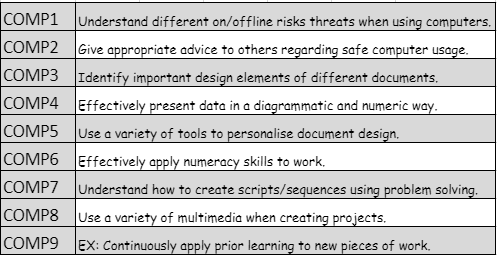 COMP1 Understand different on/offline risks threats when using computers.
COMP2 Give appropriate advice to others regarding safe computer usage.
COMP3 Identify important design elements of different documents.
COMP4 Effectively present data in a diagrammatic and numeric way.
COMP5 Use a variety of tools to personalise document design.
COMP6 Effectively apply numeracy skills to work.
COMP7 Understand how to create scripts/sequences using problem solving.
COMP8 Use a variety of multimedia when creating projects.
COMP9 EX: Continuously apply prior learning to new pieces of work.